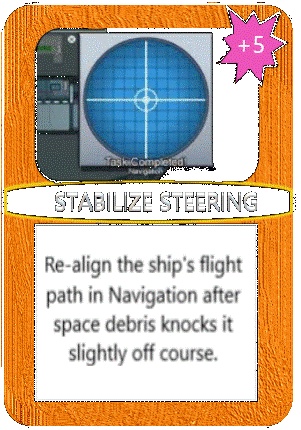 +5
Task Completed
Navigation
STABILIZE STEERING
Re-align the ship's flight
path in Navigation after
space debris knocks it
slightly off course.